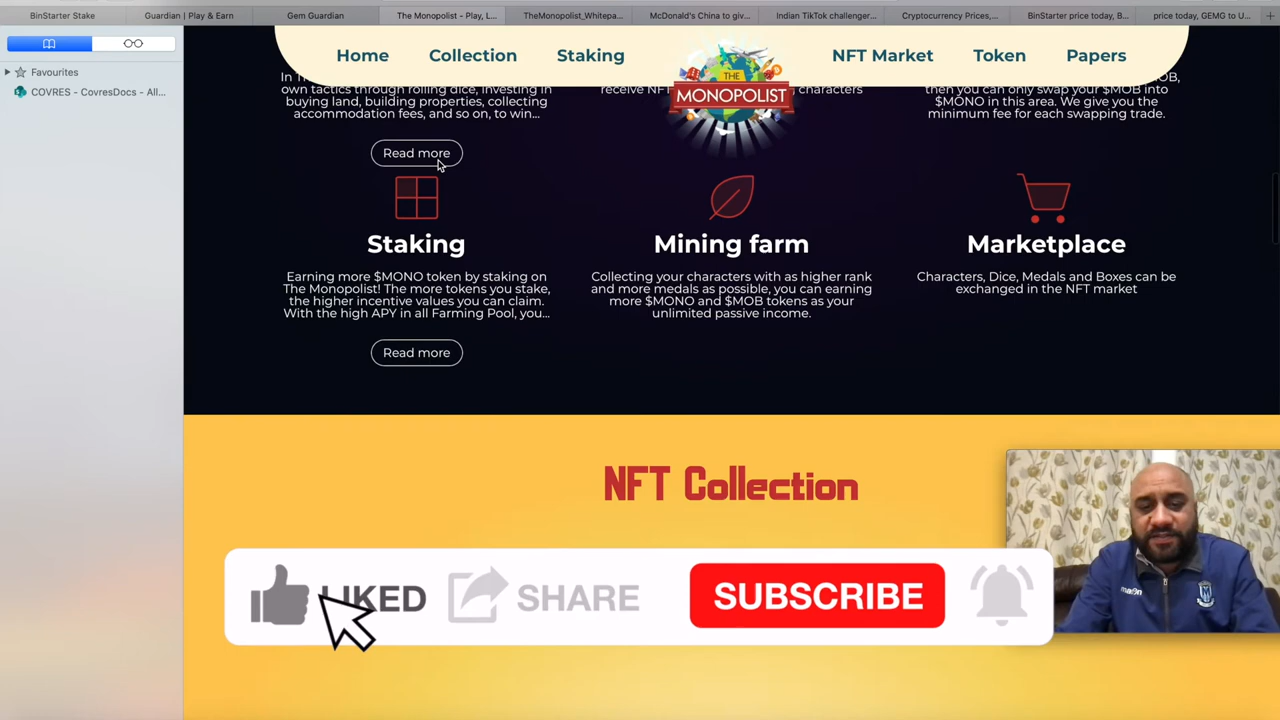 BinStarter Stake
Guardian | Play & Earn
Gem Guardian
The Monopolist - Play, L...
TheMonopolist_Whitepa...
McDonald's China to giv...
Indian TikTok challenger...
Cryptocurrency Prices,...
BinStarter price today, B...
price today, GEMG to U...
Favourites
COVRES - CovresDocs - All...
Home
Collection
Staking
THE
MONOPOLIST
NFT Market
Token
Papers
own tactics through rolling dice, investing in
buying land, building properties, collecting
accommodation fees, and so on, to win...
Read more
receive NFT characters
then you can only swap your $MOB into
$MONO in this area. We give you the
minimum fee for each swapping trade.
Staking
Earning more $MONO token by staking on
The Monopolist! The more tokens you stake,
the higher incentive values you can claim.
With the high APY in all Farming Pool, you...
Read more
Mining farm
Collecting your characters with as higher rank
and more medals as possible, you can earning
more $MONO and $MOB tokens as your
unlimited passive income.
Marketplace
Characters, Dice, Medals and Boxes can be
exchanged in the NFT market
NFT Collection
LIKED
SHARE
SUBSCRIBE